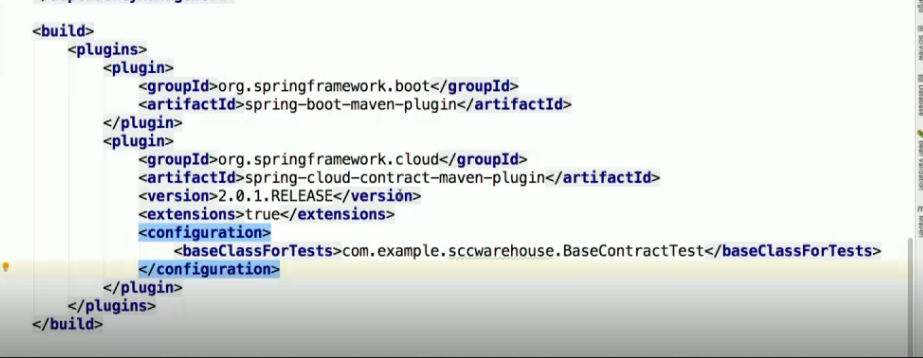 <build>
<plugins>
<plugin>
<groupId>org.springframework.boot</groupId>
<artifactId>spring-boot-maven-plugin</artifactId>
</plugin>
<plugin>
<groupId>org.springframework.cloud</groupId>
<artifactId>spring-cloud-contract-maven-plugin</artifactId>
<version>2.0.1.RELEASE</version>
<extensions>true</extensions>
<configuration>
<baseClassForTests>com.example.sccwarehouse.BaseContractTest</baseClassForTests>
</configuration>
</plugin>
</plugins>
</build>